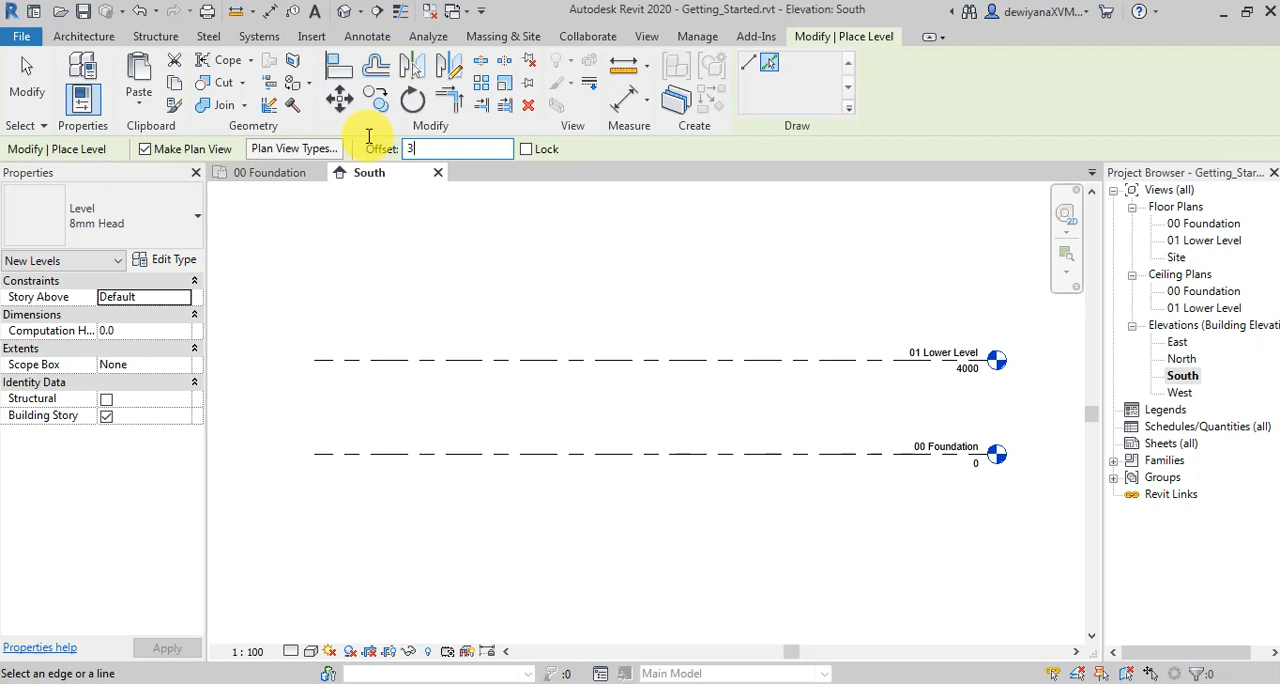 Autodesk Revit 2020 - Getting_Started.rvt - Elevation: South
dewiyanaXVM...
File
Architecture
Structure
Steel
Systems
Insert
Annotate
Analyze
Massing & Site
Collaborate
View
Manage
Add-Ins
Modify | Place Level
Modify
Paste
Cope
Cut
Join
Select
Properties
Clipboard
Geometry
Modify
View
Measure
Create
Draw
Modify | Place Level
Make Plan View
Plan View Types...
Offset:
3
Lock
Properties
00 Foundation
South
Project Browser - Getting_Star...
Level
8mm Head
New Levels
Edit Type
Constraints
Story Above
Default
Dimensions
Computation H...
0.0
Extents
Scope Box
None
Identity Data
Structural
Building Story
Properties help
Apply
2D
01 Lower Level
4000
00 Foundation
0
Views (all)
Floor Plans
00 Foundation
01 Lower Level
Site
Ceiling Plans
00 Foundation
01 Lower Level
Elevations (Building Elevati
East
North
South
West
Legends
Schedules/Quantities (all)
Sheets (all)
Families
Groups
Revit Links
1 : 100
Select an edge or a line
:0
Main Model
:0